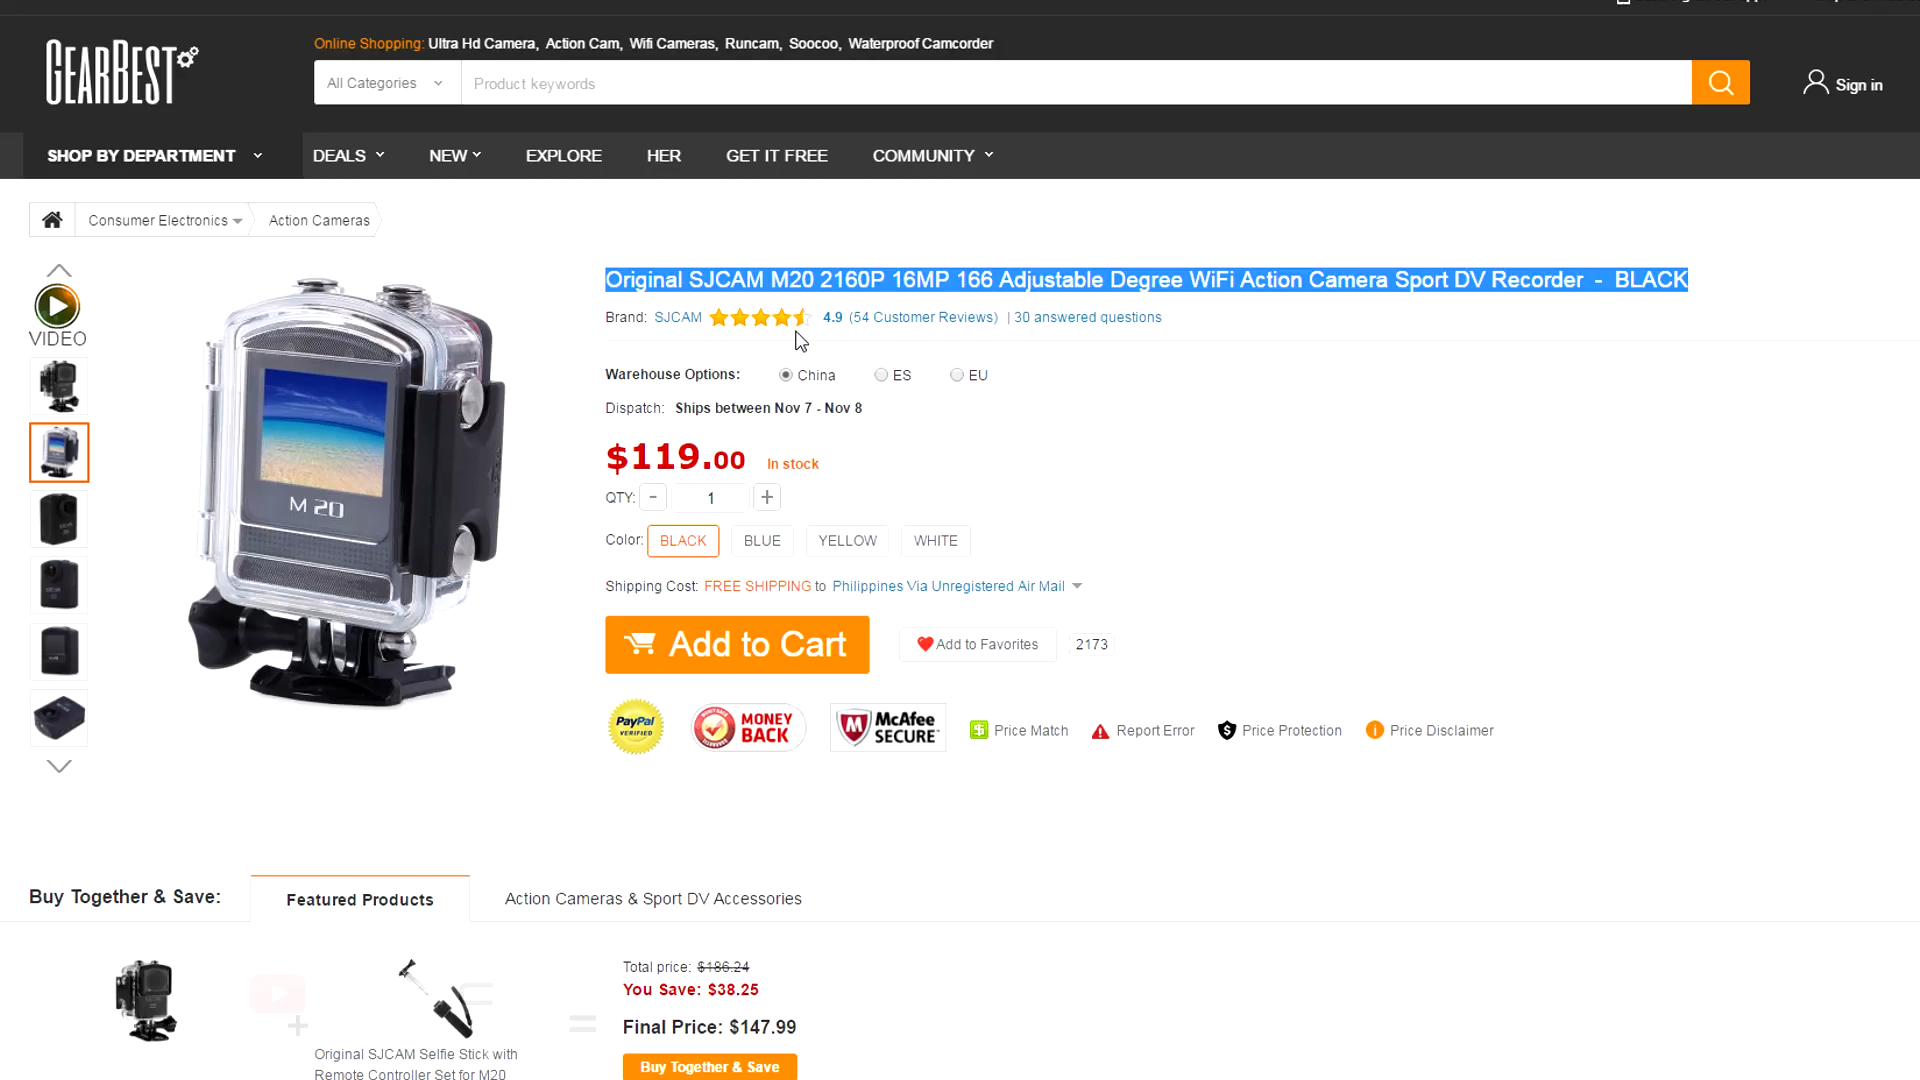 Online Shopping: Ultra Hd Camera, Action Cam, Wifi Cameras, Runcam, Soocoo, Waterproof Camcorder
GEARBEST
All Categories
Product keywords
Sign in
SHOP BY DEPARTMENT
DEALS
NEW
EXPLORE
HER
GET IT FREE
COMMUNITY
Consumer Electronics
Action Cameras
VIDEO
M 20
Original SJCAM M20 2160P 16MP 166 Adjustable Degree WiFi Action Camera Sport DV Recorder - BLACK
Brand: SJCAM 4.9 (54 Customer Reviews) | 30 answered questions
Warehouse Options: China ES EU
Dispatch: Ships between Nov 7 - Nov 8
$119.00 In stock
QTY: - 1 +
Color: BLACK BLUE YELLOW WHITE
Shipping Cost: FREE SHIPPING to Philippines Via Unregistered Air Mail
Add to Cart
Add to Favorites 2173
PayPal VERIFIED
MONEY BACK
McAfee SECURE
Price Match
Report Error
Price Protection
Price Disclaimer
Buy Together & Save:
Featured Products
Action Cameras & Sport DV Accessories
+
=
Original SJCAM Selfie Stick with
Remote Controller Set for M20
Total price: $186.24
You Save: $38.25
Final Price: $147.99
Buy Together & Save